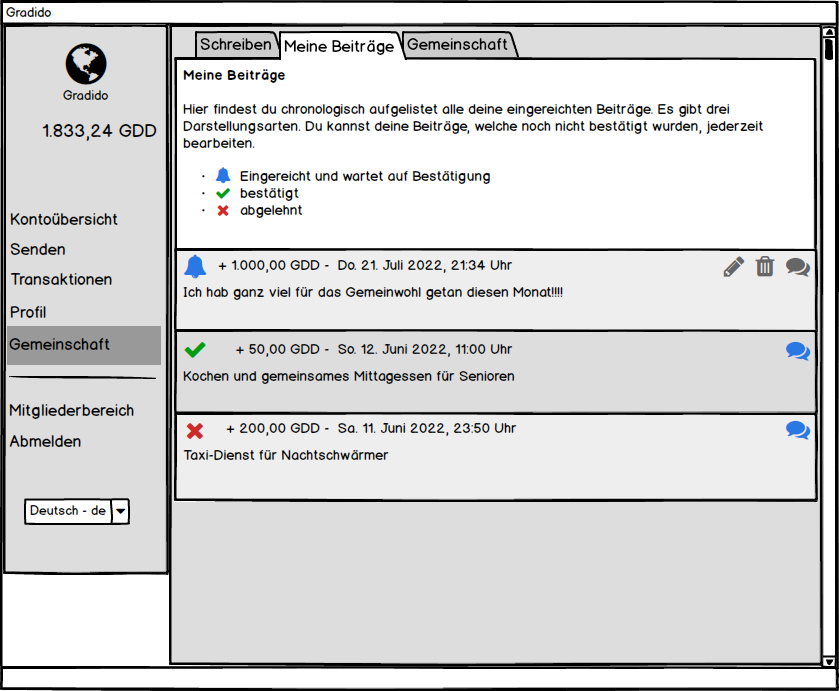 Gradido
Gradido
1.833,24 GDD
Kontoübersicht
Senden
Transaktionen
Profil
Gemeinschaft
Mitgliederbereich
Abmelden
Deutsch - de
Schreiben
Meine Beiträge
Gemeinschaft
Meine Beiträge
Hier findest du chronologisch aufgelistet alle deine eingereichten Beiträge. Es gibt drei
Darstellungsarten. Du kannst deine Beiträge, welche noch nicht bestätigt wurden, jederzeit
bearbeiten.
· Eingereicht und wartet auf Bestätigung
· bestätigt
· abgelehnt
+ 1.000,00 GDD - Do. 21. Juli 2022, 21:34 Uhr
Ich hab ganz viel für das Gemeinwohl getan diesen Monat!!!!
+ 50,00 GDD - So. 12. Juni 2022, 11:00 Uhr
Kochen und gemeinsames Mittagessen für Senioren
+ 200,00 GDD - Sa. 11. Juni 2022, 23:50 Uhr
Taxi-Dienst für Nachtschwärmer